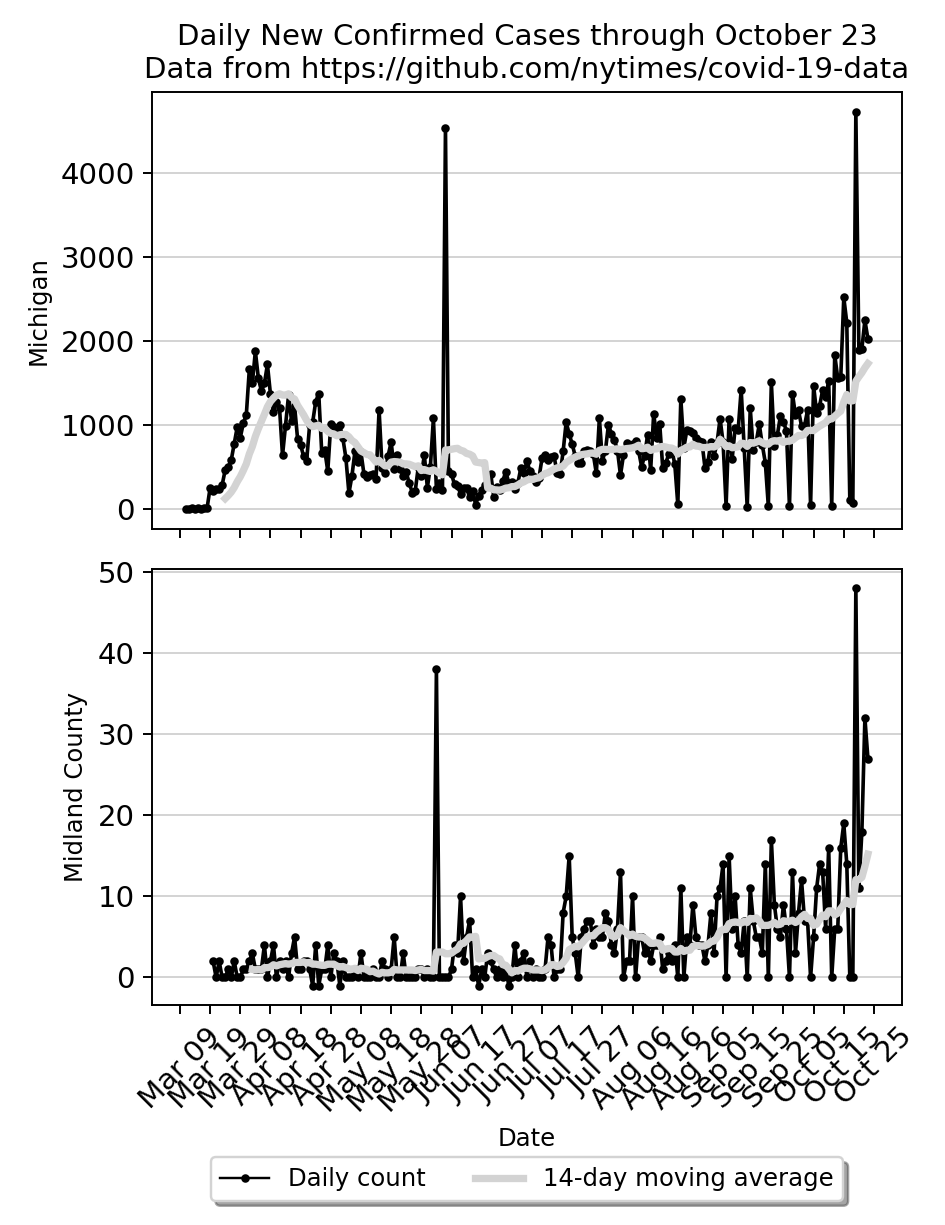 Daily New Confirmed Cases through October 23
Data from https://github.com/nytimes/covid-19-data
Michigan
4000
3000
2000
1000
0
Midland County
50
40
30
20
10
0
Mar 09
Mar 19
Mar 29
Apr 08
Apr 18
Apr 28
May 08
May 18
May 28
Jun 07
Jun 17
Jun 27
Jul 07
Jul 17
Jul 27
Aug 06
Aug 16
Aug 26
Sep 05
Sep 15
Sep 25
Oct 05
Oct 15
Oct 25
Date
Daily count
14-day moving average